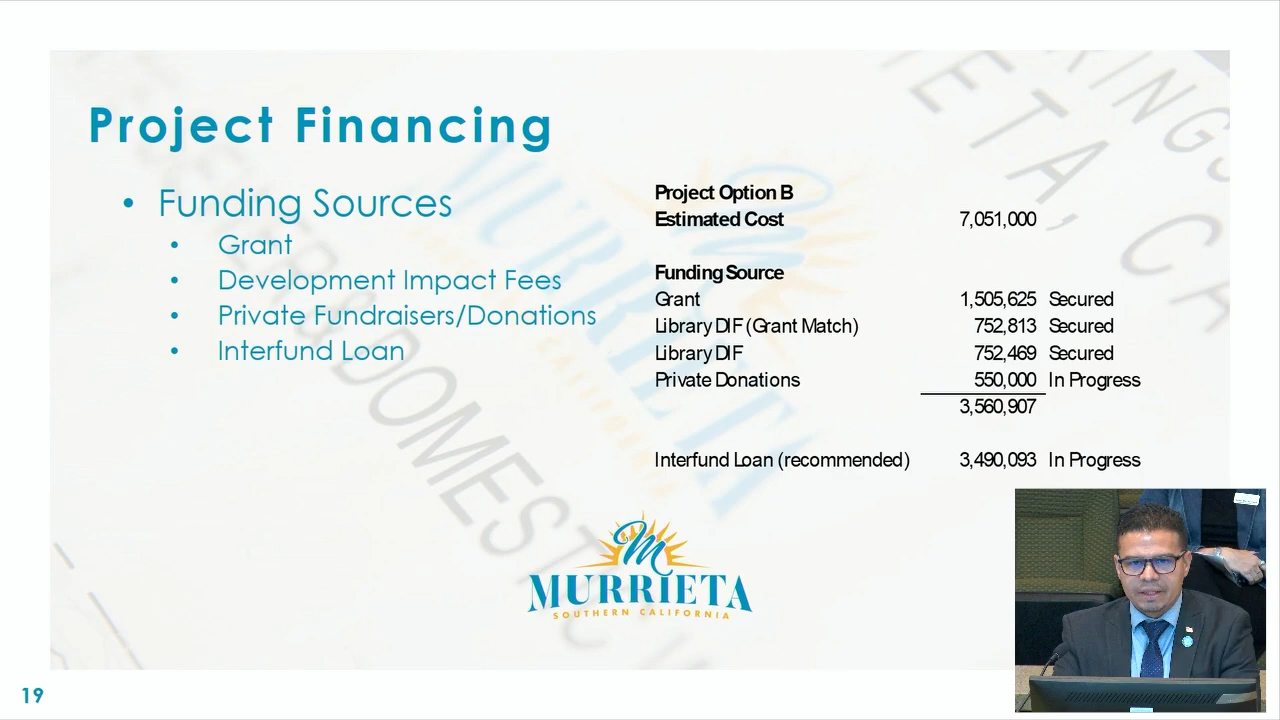 Project Financing
• Funding Sources
• Grant
• Development Impact Fees
• Private Fundraisers/Donations
• Interfund Loan
Project Option B
Estimated Cost 7,051,000
Funding Source
Grant 1,505,625 Secured
Library DIF (Grant Match) 752,813 Secured
Library DIF 752,469 Secured
Private Donations 550,000 In Progress
3,560,907
Interfund Loan (recommended) 3,490,093 In Progress
M
MURRIETA
SOUTHERN CALIFORNIA
19